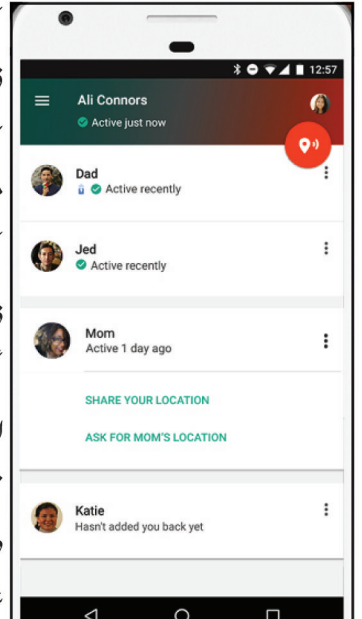 12:57
Ali Connors
Active just now
Dad
Active recently
Jed
Active recently
Mom
Active 1 day ago
SHARE YOUR LOCATION
ASK FOR MOM'S LOCATION
Katie
Hasn't added you back yet